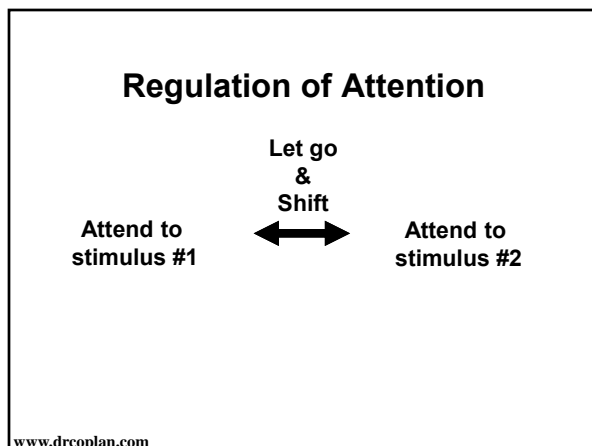 Regulation of Attention
Let go
&
Shift
Attend to
stimulus #1
Attend to
stimulus #2
www.drcoplan.com